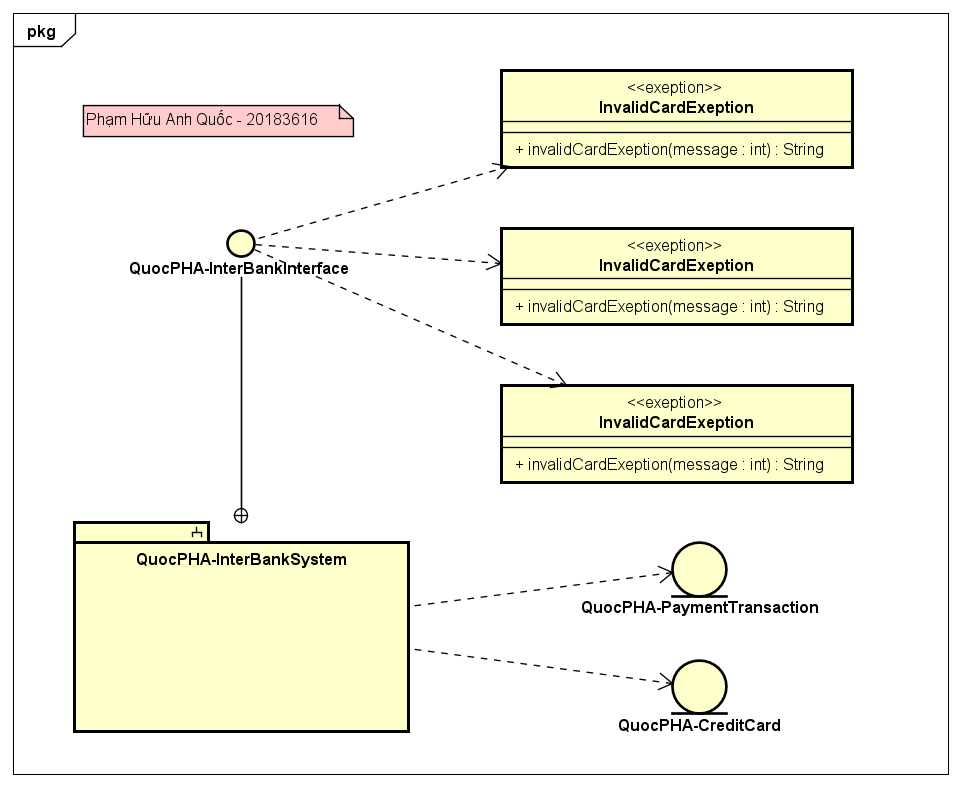 pkg
Phạm Hữu Anh Quốc - 20183616
<<exeption>>
InvalidCardExeption
+ invalidCardExeption(message : int) : String
QuocPHA-InterBankInterface
<<exeption>>
InvalidCardExeption
+ invalidCardExeption(message : int) : String
<<exeption>>
InvalidCardExeption
+ invalidCardExeption(message : int) : String
QuocPHA-InterBankSystem
QuocPHA-PaymentTransaction
QuocPHA-CreditCard